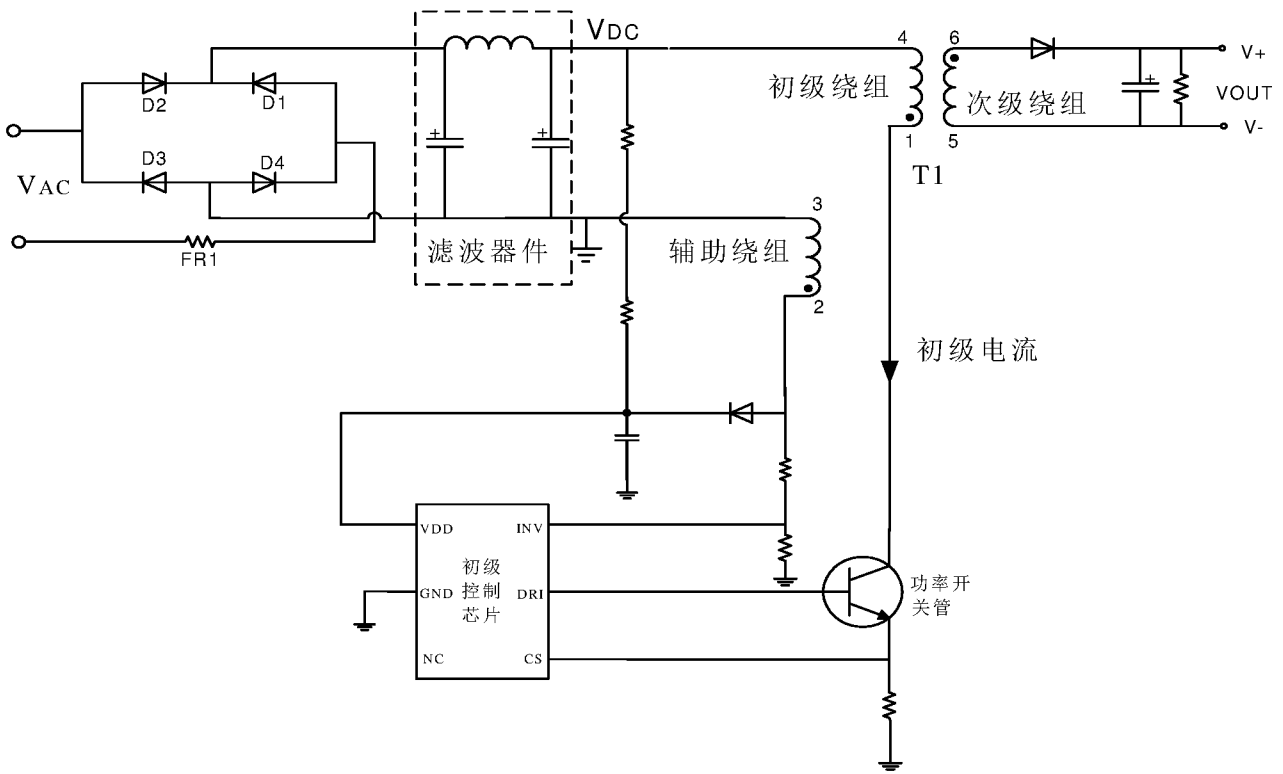 VDC
4
6
V+
初级绕组
次级绕组
VOUT
D2
D1
V-
1
5
T1
D3
D4
VAC
3
滤波器件
辅助绕组
FR1
2
初级电流
VDD
INV
初级
控制
芯片
GND
DRI
功率开
关管
NC
CS
+
+
+